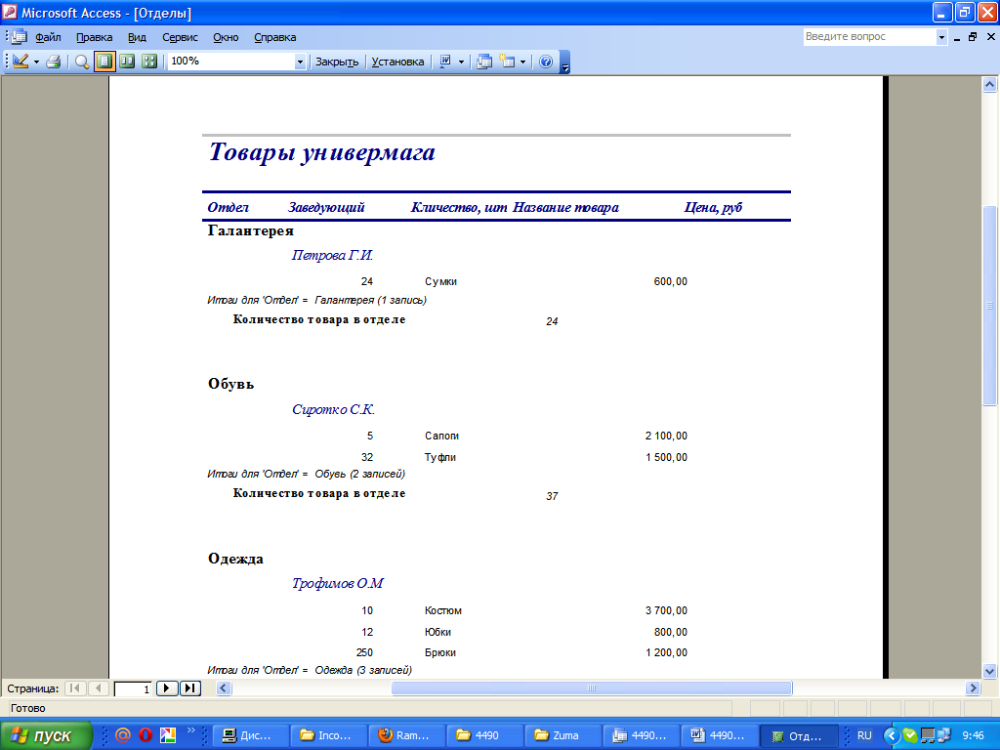 Microsoft Access - [Отделы]
Файл Правка Вид Сервис Окно Справка Введите вопрос
100% Закрыть Установка
Товары универмага
Отдел Заведующий Кличество, шт Название товара Цена, руб
Галантерея
Петрова Г.И.
24 Сумки 600,00
Итоги для 'Отдел' = Галантерея (1 запись)
Количество товара в отделе 24
Обувь
Сиротко С.К.
5 Сапоги 2 100,00
32 Туфли 1 500,00
Итоги для 'Отдел' = Обувь (2 записей)
Количество товара в отделе 37
Одежда
Трофимов О.М
10 Костюм 3 700,00
12 Юбки 800,00
250 Брюки 1 200,00
Итоги для 'Отдел' = Одежда (3 записей)
Страница: 1
Готово
пуск Дис... Inco... Ram... 4490 Zuma 4490... 4490... Отд... RU 9:46